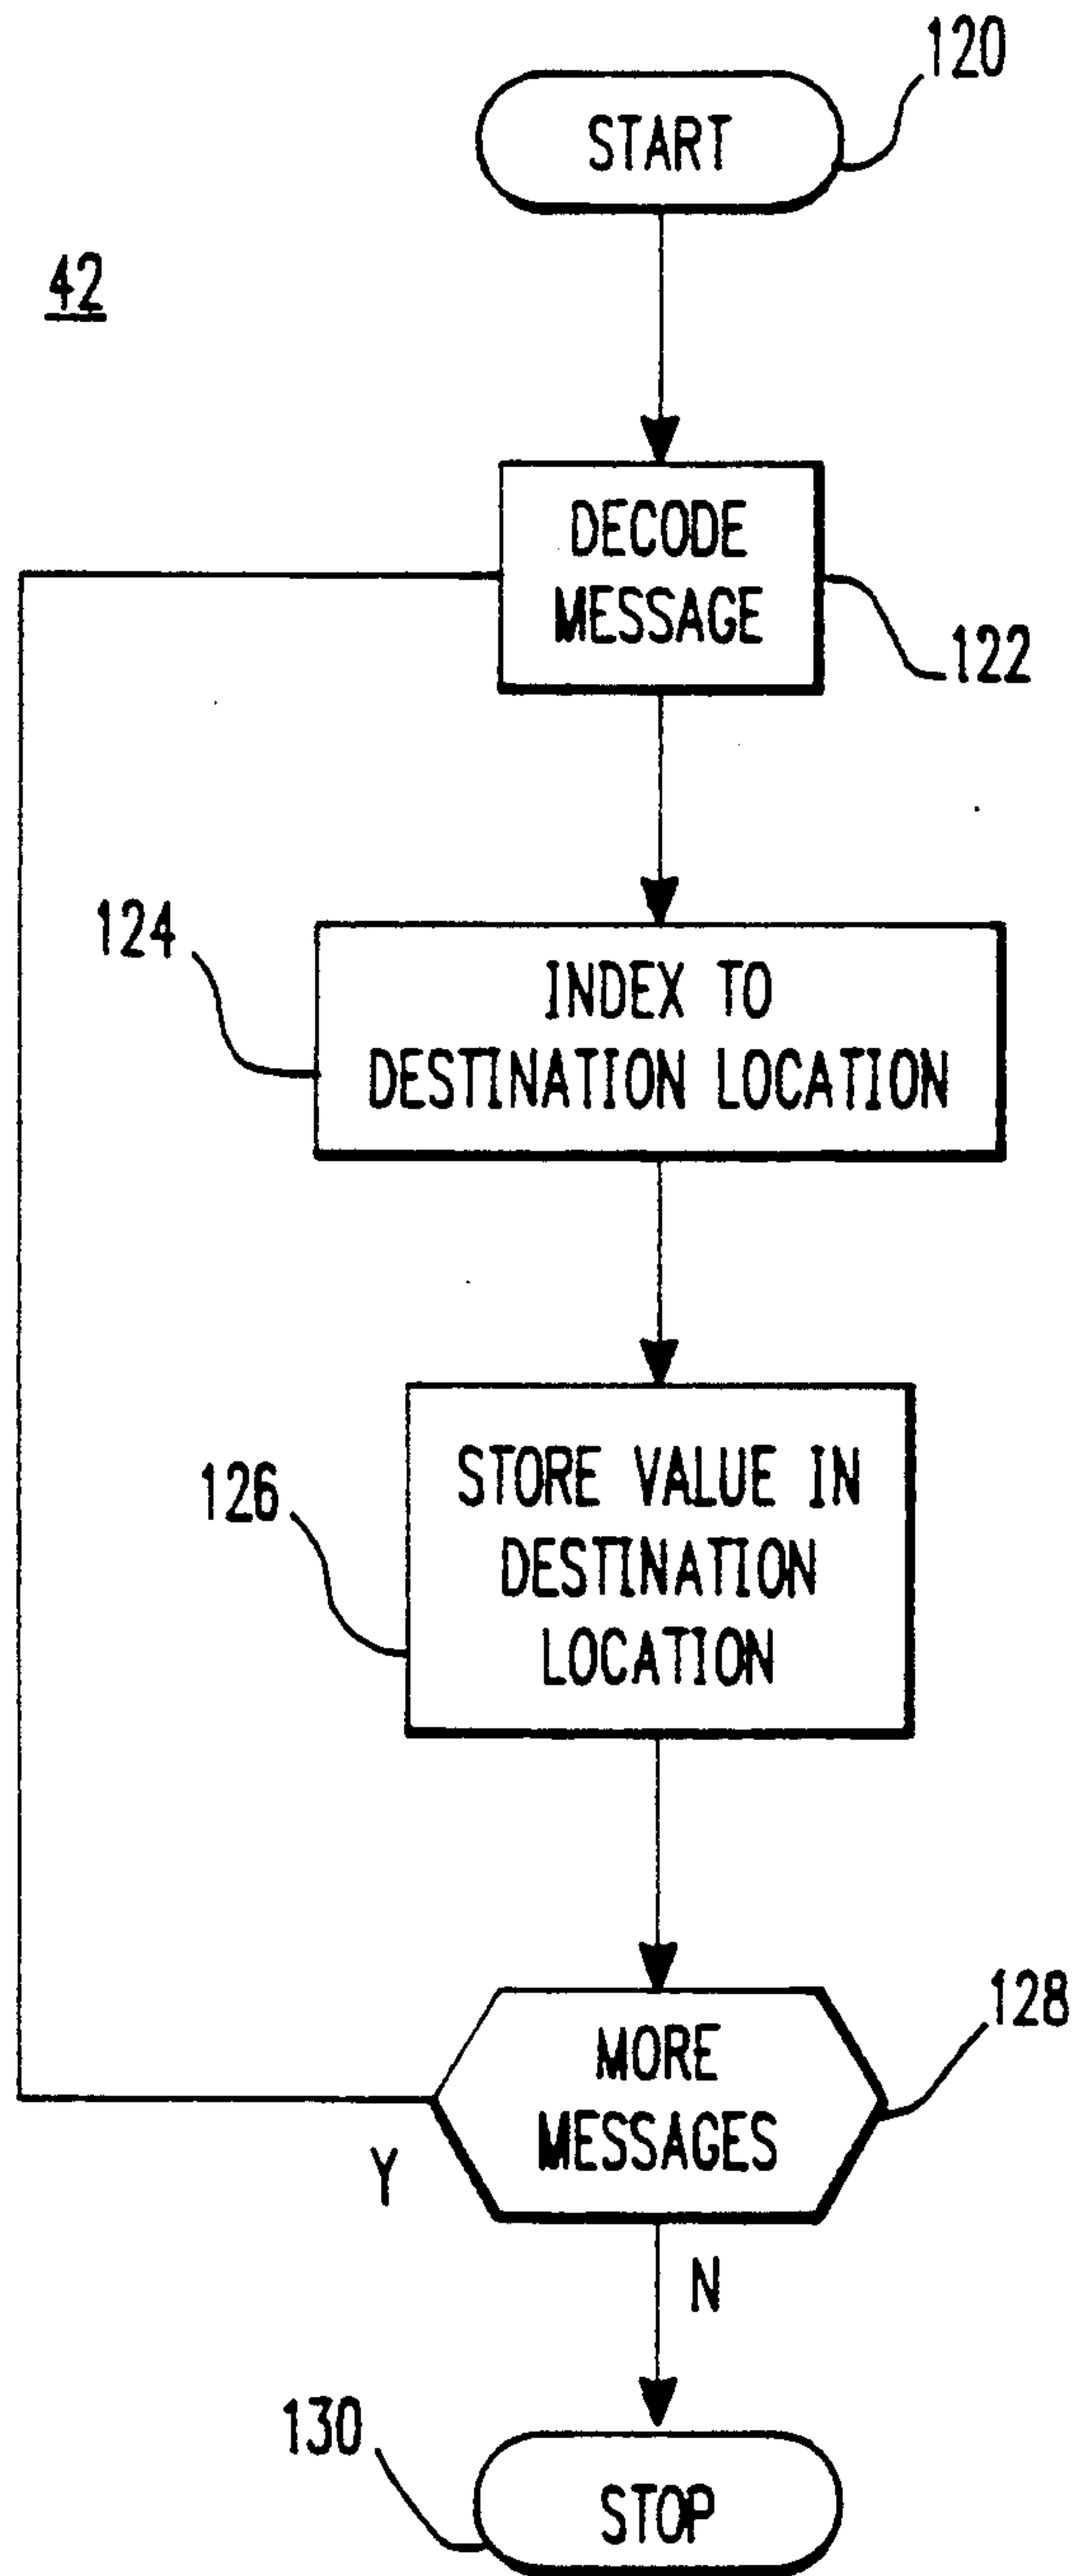 120
START
42
DECODE
MESSAGE
122
124
INDEX TO
DESTINATION LOCATION
126
STORE VALUE IN
DESTINATION
LOCATION
128
MORE
MESSAGES
Y
N
130
STOP